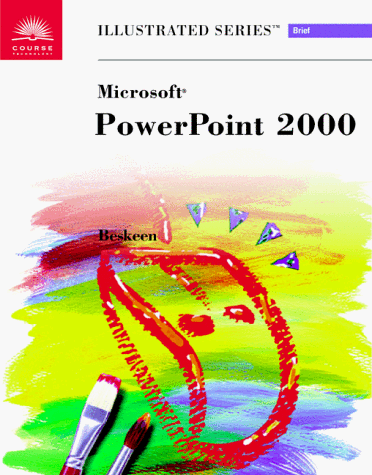 ILLUSTRATED SERIES™
Brief
COURSE
TECHNOLOGY
Microsoft®
PowerPoint 2000
Beskeen